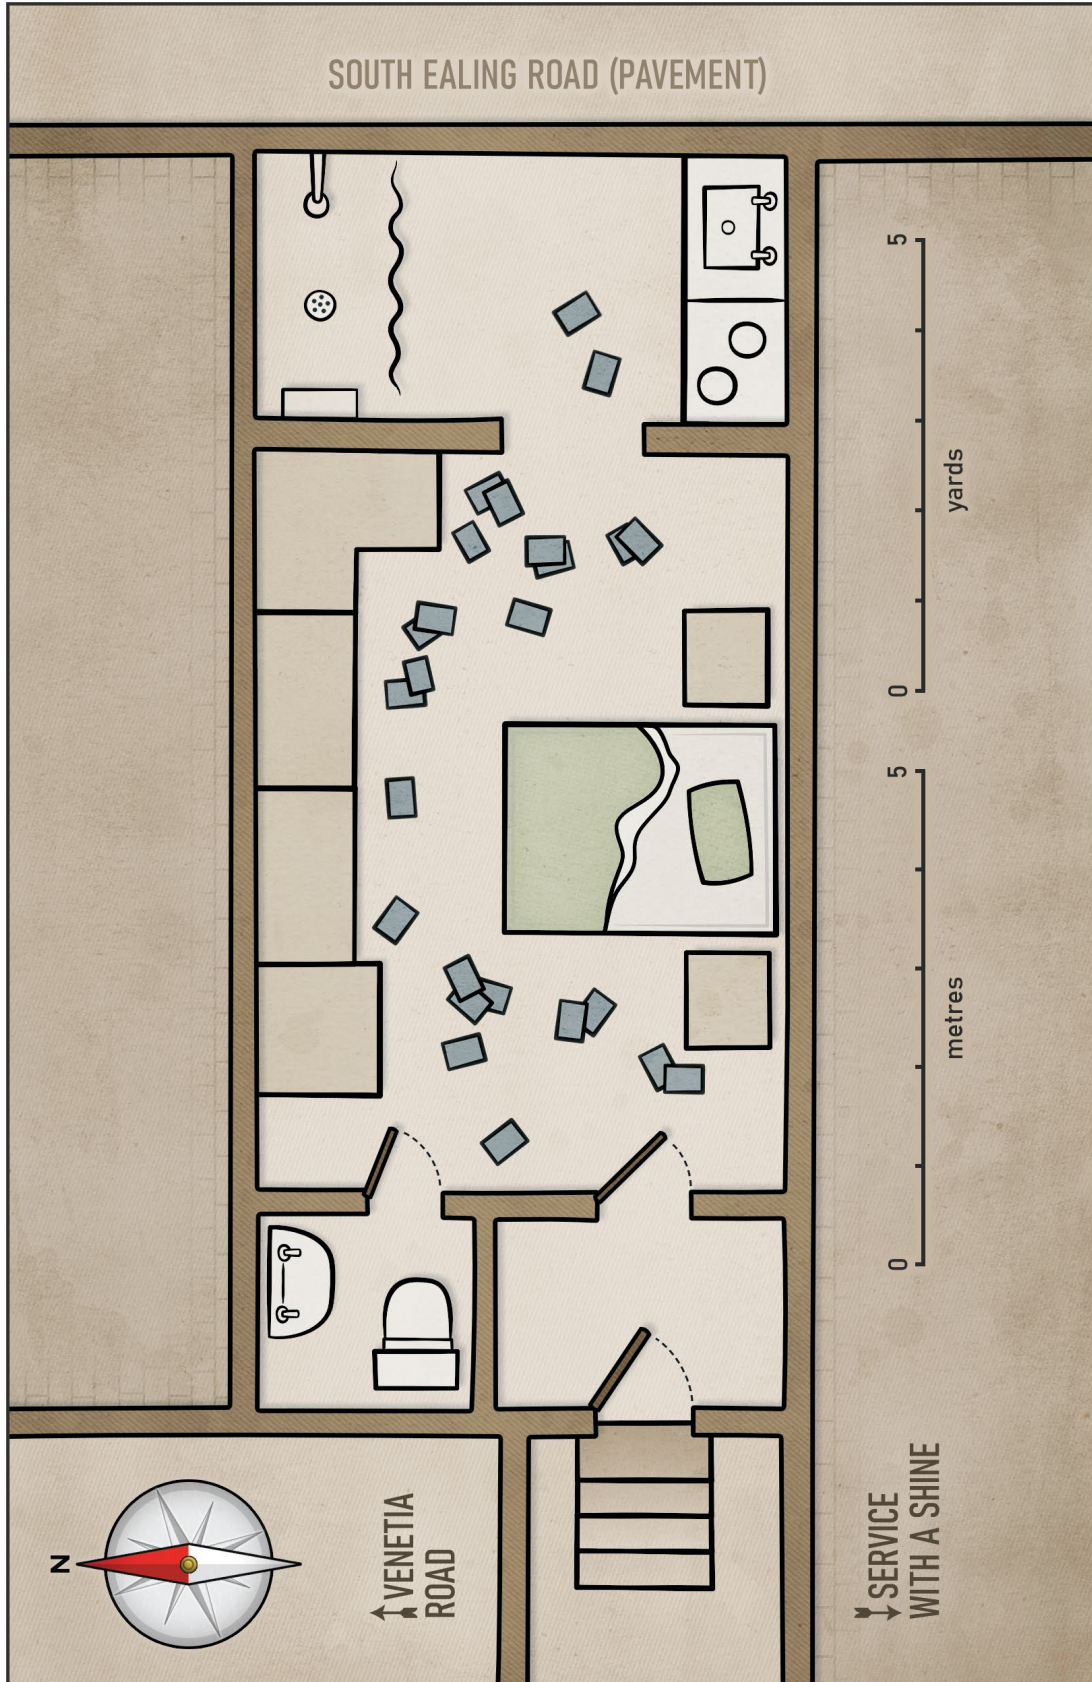 SOUTH EALING ROAD (PAVEMENT)
5
yards
0
5
metres
0
N
VENETIA
ROAD
SERVICE
WITH A SHINE